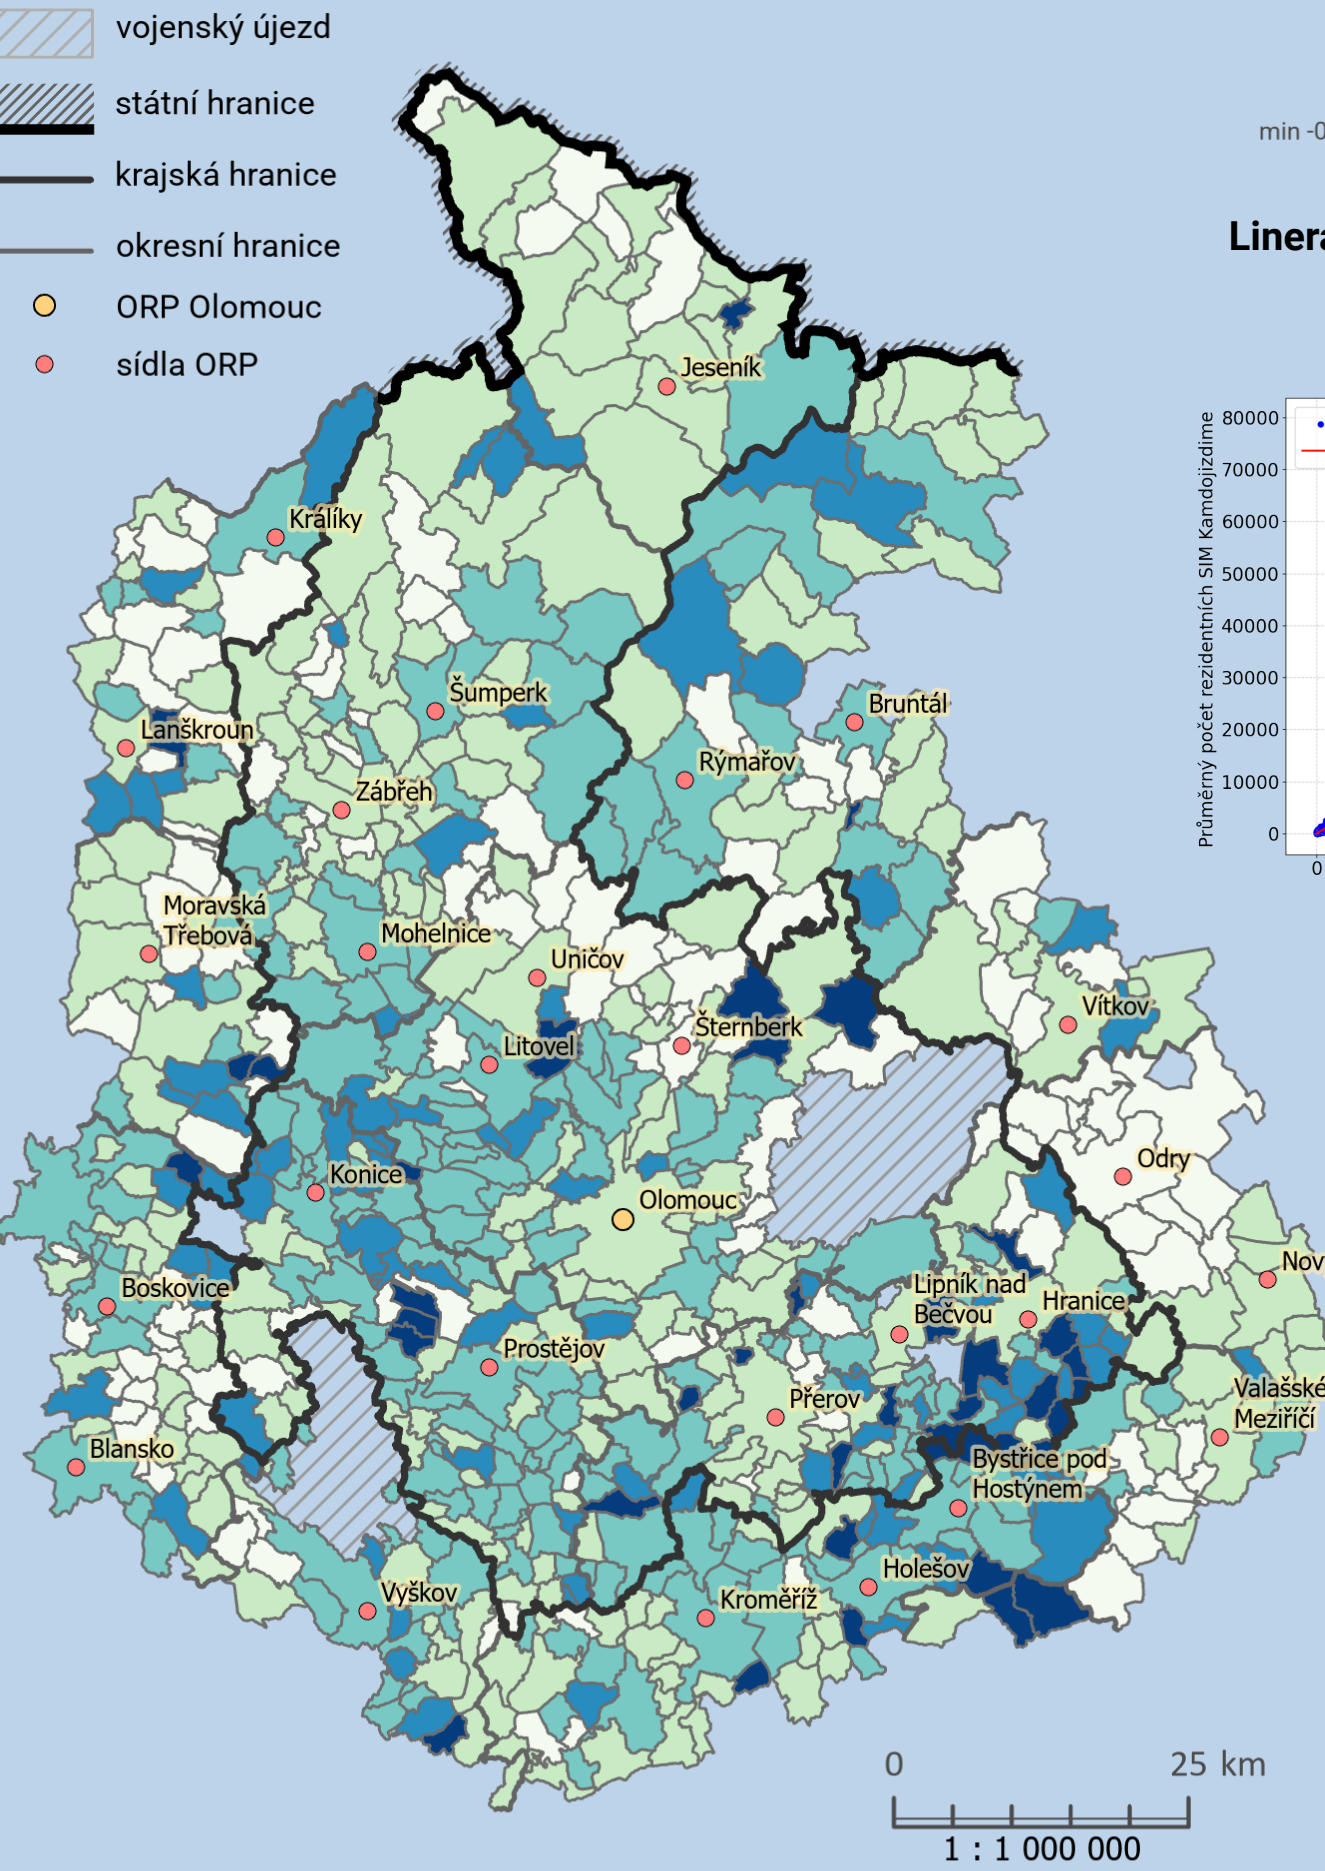 vojenský újezd
státní hranice
krajská hranice
okresní hranice
ORP Olomouc
sídla ORP
min -0
Linera
Průměrný počet rezidentních SIM Kamdojizdime
80000
70000
60000
50000
40000
30000
20000
10000
0
0
Jeseník
Králíky
Šumperk
Bruntál
Lanškroun
Rýmařov
Zábřeh
Moravská
Třebová
Mohelnice
Uničov
Vítkov
Šternberk
Litovel
Odry
Konice
Olomouc
Nov
Boskovice
Lipník nad
Bečvou
Hranice
Prostějov
Valašské
Meziříčí
Přerov
Blansko
Bystřice pod
Hostýnem
Holešov
Vyškov
Kroměříž
0
25 km
1 : 1 000 000